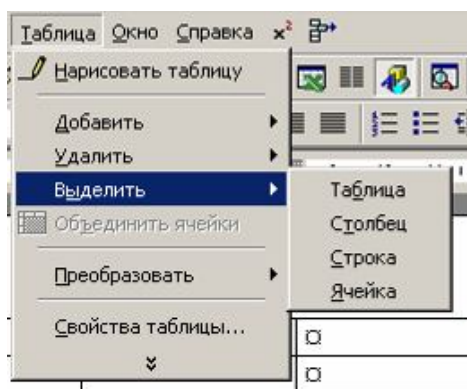 Таблица Окно Справка x²
Нарисовать таблицу
Добавить
Удалить
Выделить
Таблица
Объединить ячейки
Столбец
Строка
Преобразовать
Ячейка
Свойства таблицы...